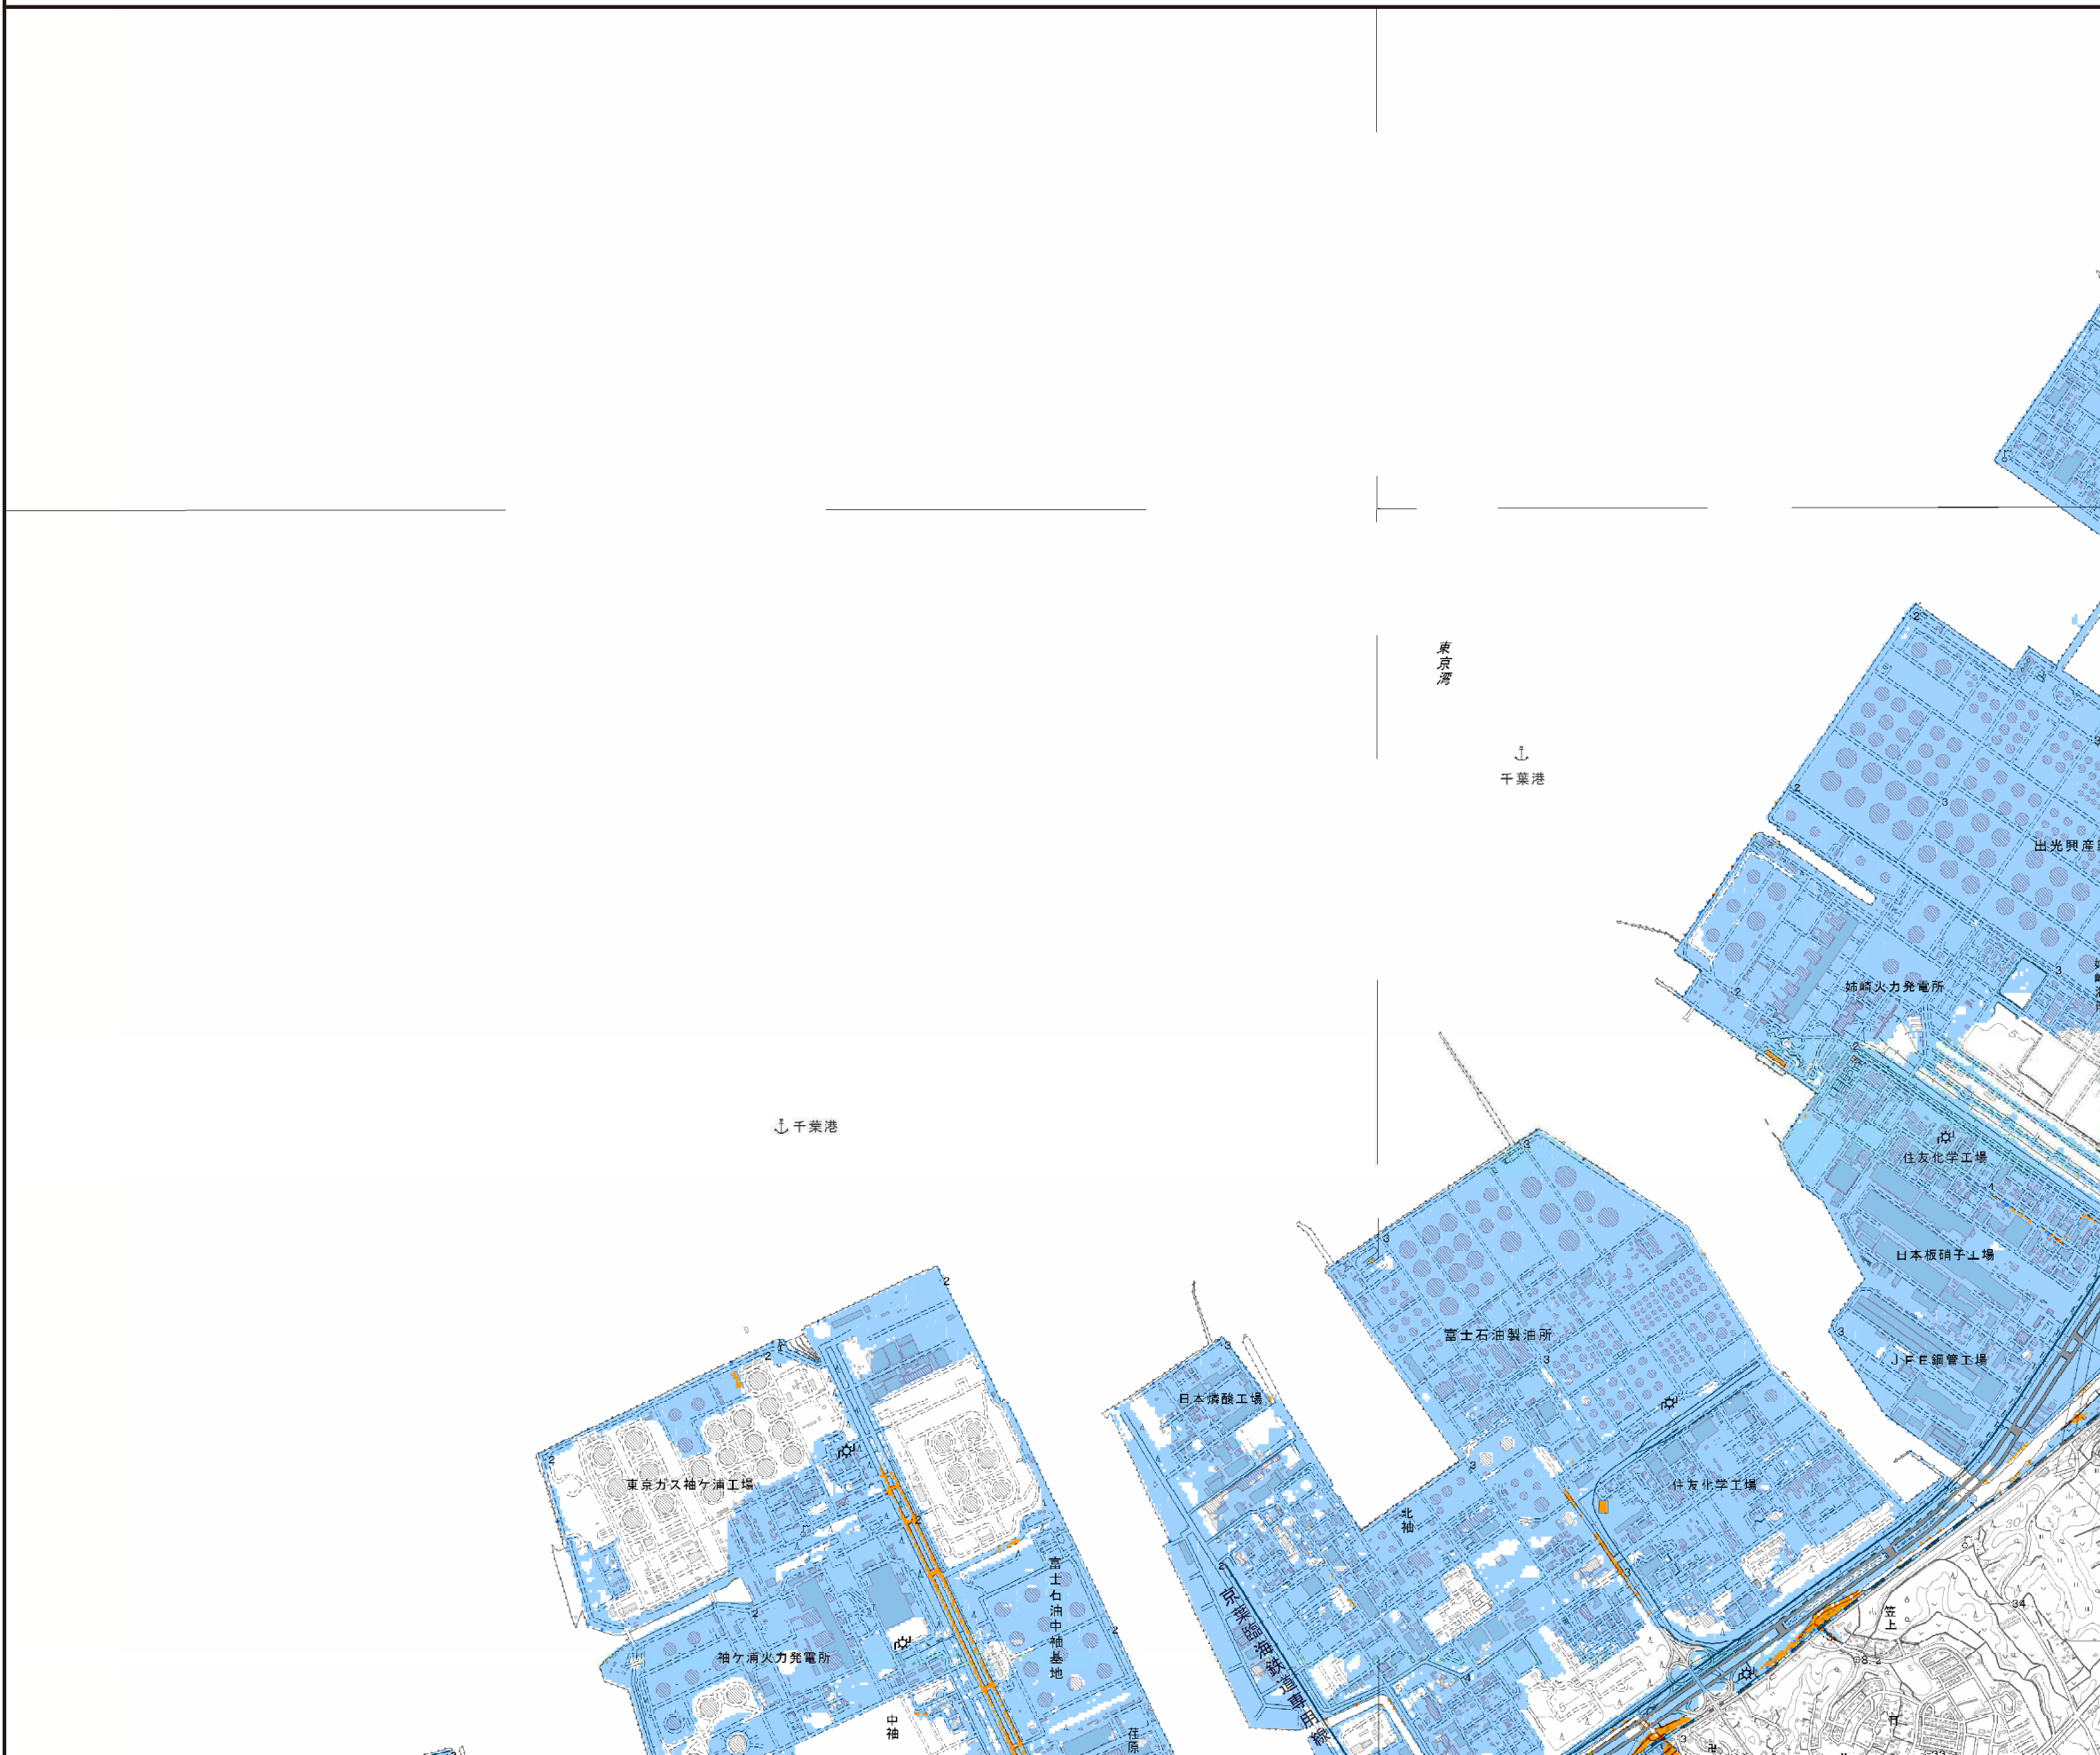 東京湾
千葉港
出光興産
姉崎火力発電所
千葉港
住友化学工場
日本板硝子工場
富士石油製油所
JFE鋼管工場
日本燐酸工場
東京ガス袖ケ浦工場
住友化学工場
北袖
富士石油中袖基地
京葉臨海鉄道専用線
笠上
袖ケ浦火力発電所
中袖
荏原
30
34